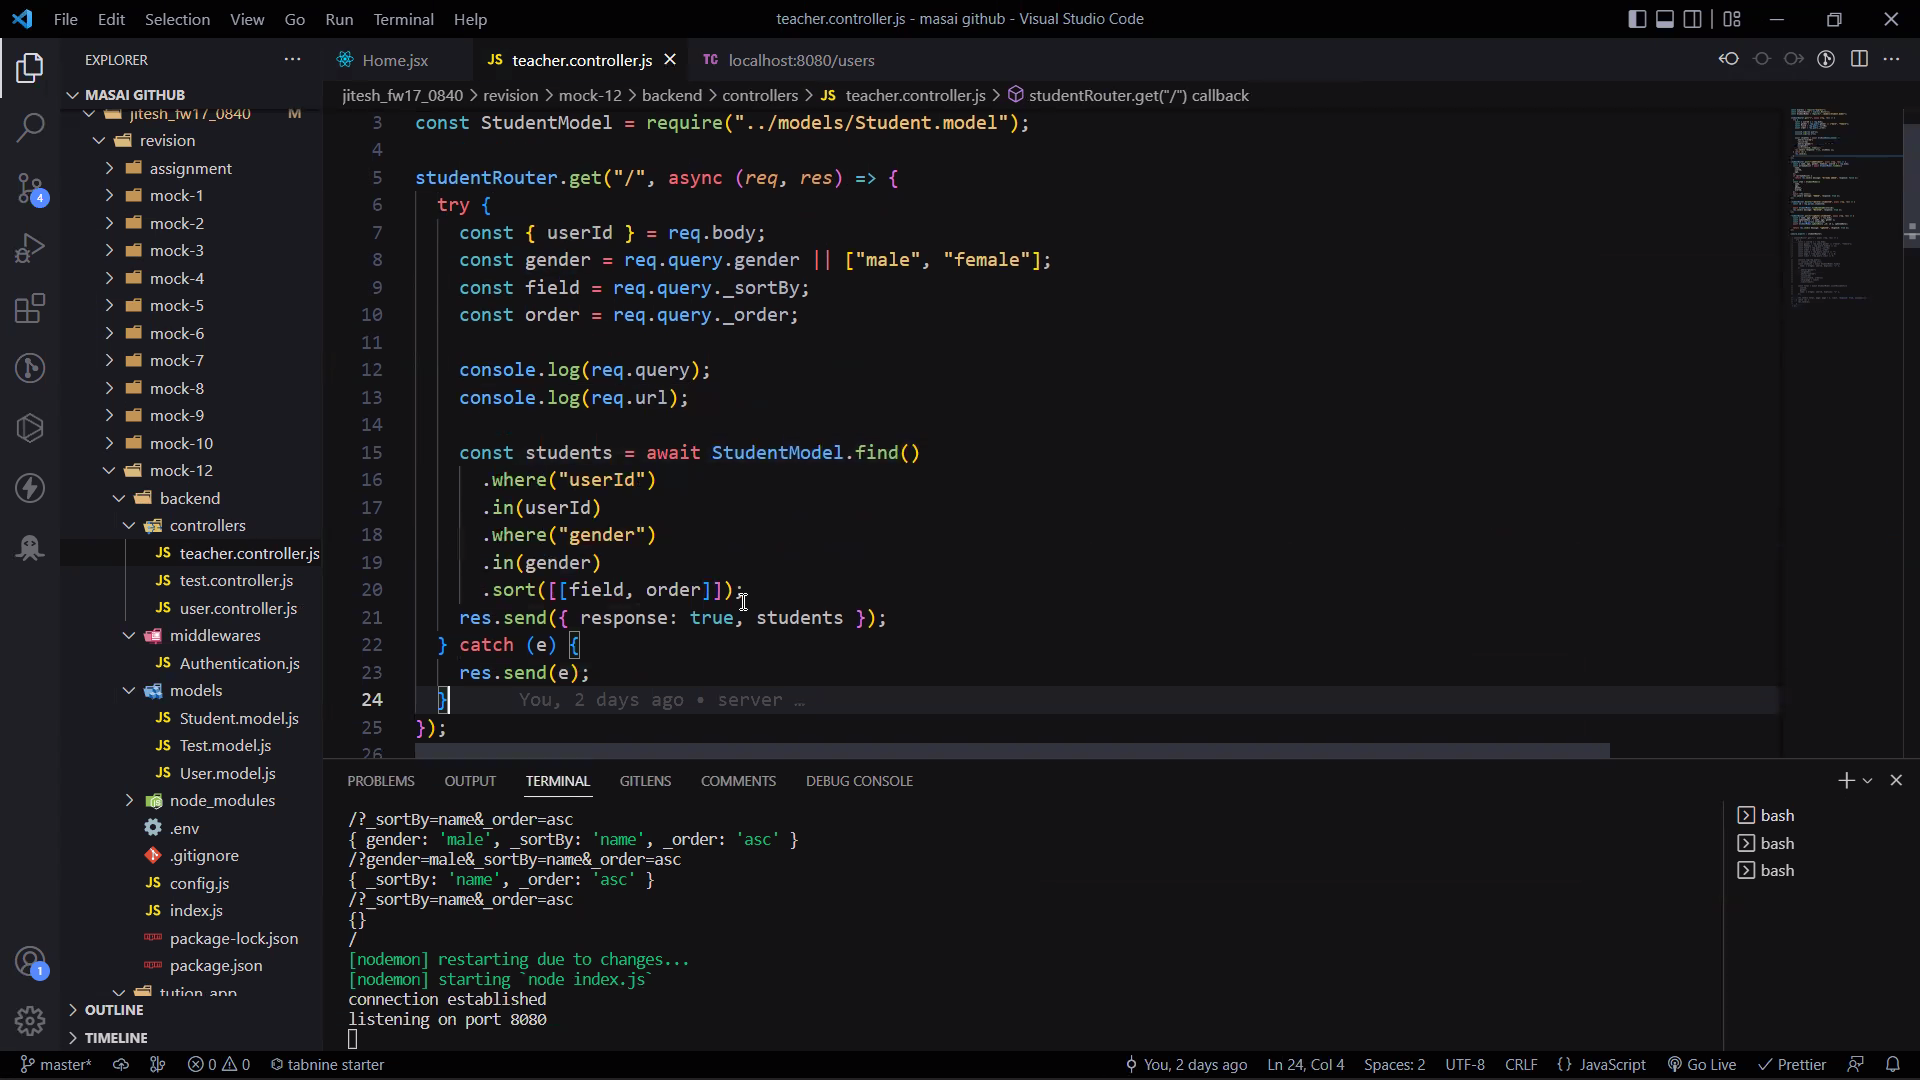 File Edit Selection View Go Run Terminal Help
teacher.controller.js - masai github - Visual Studio Code
EXPLORER
Home.jsx
JS teacher.controller.js
TC localhost:8080/users
MASAI GITHUB
jitesh_fw17_0840 M
revision
assignment
mock-1
mock-2
mock-3
mock-4
mock-5
mock-6
mock-7
mock-8
mock-9
mock-10
mock-12
backend
controllers
JS teacher.controller.js
JS test.controller.js
JS user.controller.js
middlewares
JS Authentication.js
models
JS Student.model.js
JS Test.model.js
JS User.model.js
node_modules
.env
.gitignore
JS config.js
JS index.js
package-lock.json
package.json
tution_app
OUTLINE
TIMELINE
4
1
jitesh_fw17_0840 > revision > mock-12 > backend > controllers > JS teacher.controller.js > studentRouter.get("/") callback
3 const StudentModel = require("../models/Student.model");
4
5 studentRouter.get("/", async (req, res) => {
6 try {
7 const { userId } = req.body;
8 const gender = req.query.gender || ["male", "female"];
9 const field = req.query._sortBy;
10 const order = req.query._order;
11
12 console.log(req.query);
13 console.log(req.url);
14
15 const students = await StudentModel.find()
16 .where("userId")
17 .in(userId)
18 .where("gender")
19 .in(gender)
20 .sort([[field, order]]);
21 res.send({ response: true, students });
22 } catch (e) {
23 res.send(e);
24 } You, 2 days ago • server …
25 });
26
PROBLEMS OUTPUT TERMINAL GITLENS COMMENTS DEBUG CONSOLE
/?_sortBy=name&_order=asc
{ gender: 'male', _sortBy: 'name', _order: 'asc' }
/?gender=male&_sortBy=name&_order=asc
{ _sortBy: 'name', _order: 'asc' }
/?_sortBy=name&_order=asc
{}
/
[nodemon] restarting due to changes...
[nodemon] starting `node index.js`
connection established
listening on port 8080
bash
bash
bash
master* 0 0 tabnine starter
You, 2 days ago Ln 24, Col 4 Spaces: 2 UTF-8 CRLF {} JavaScript Go Live Prettier